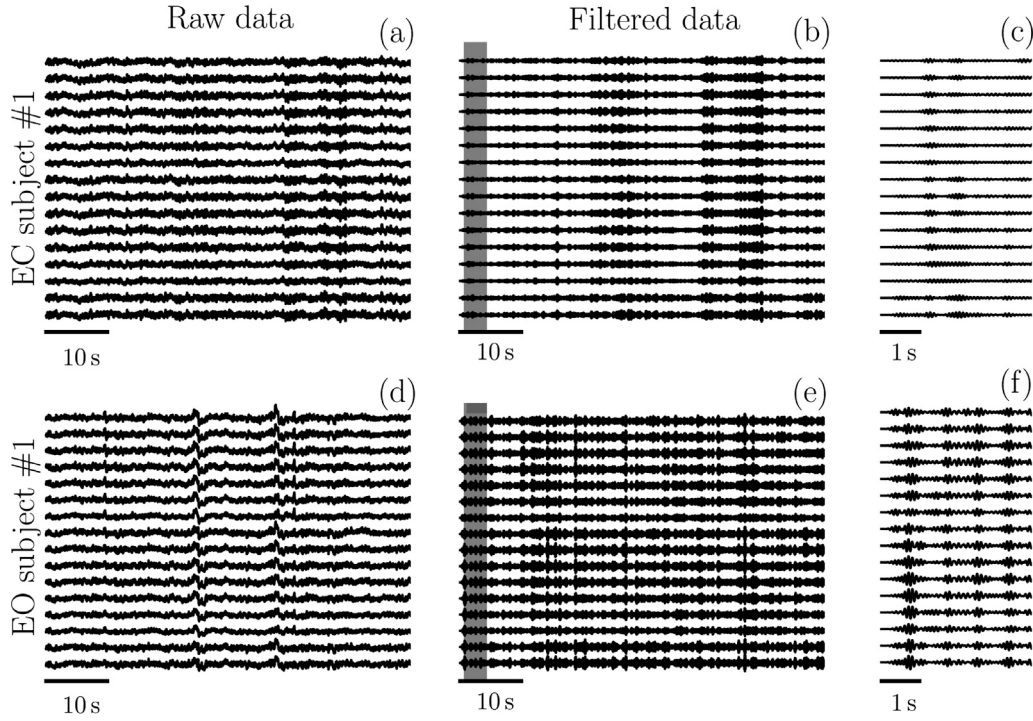 Raw data
Filtered data
(a)
(b)
(c)
EC subject #1
10 s
10 s
1 s
(d)
(e)
(f)
EO subject #1
10 s
10 s
1 s